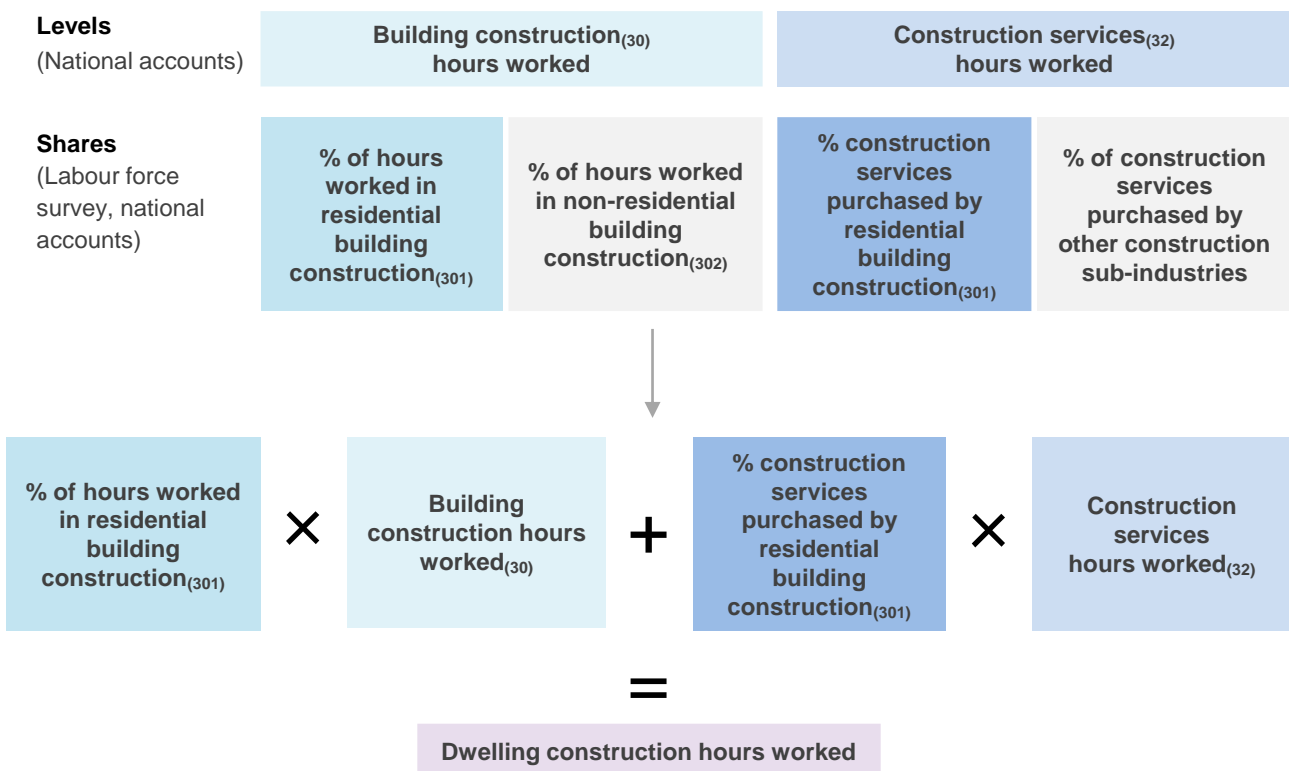 Levels
(National accounts)
Building construction(30)
hours worked
Construction services(32)
hours worked
Shares
(Labour force
survey, national
accounts)
% of hours
worked in
residential
building
construction(301)
% of hours worked
in non-residential
building
construction(302)
% construction
services
purchased by
residential
building
construction(301)
% of construction
services
purchased by
other construction
sub-industries
% of hours worked
in residential
building
construction(301)
×
Building
construction hours
worked(30)
+
% construction
services
purchased by
residential
building
construction(301)
×
Construction
services
hours worked(32)
=
Dwelling construction hours worked